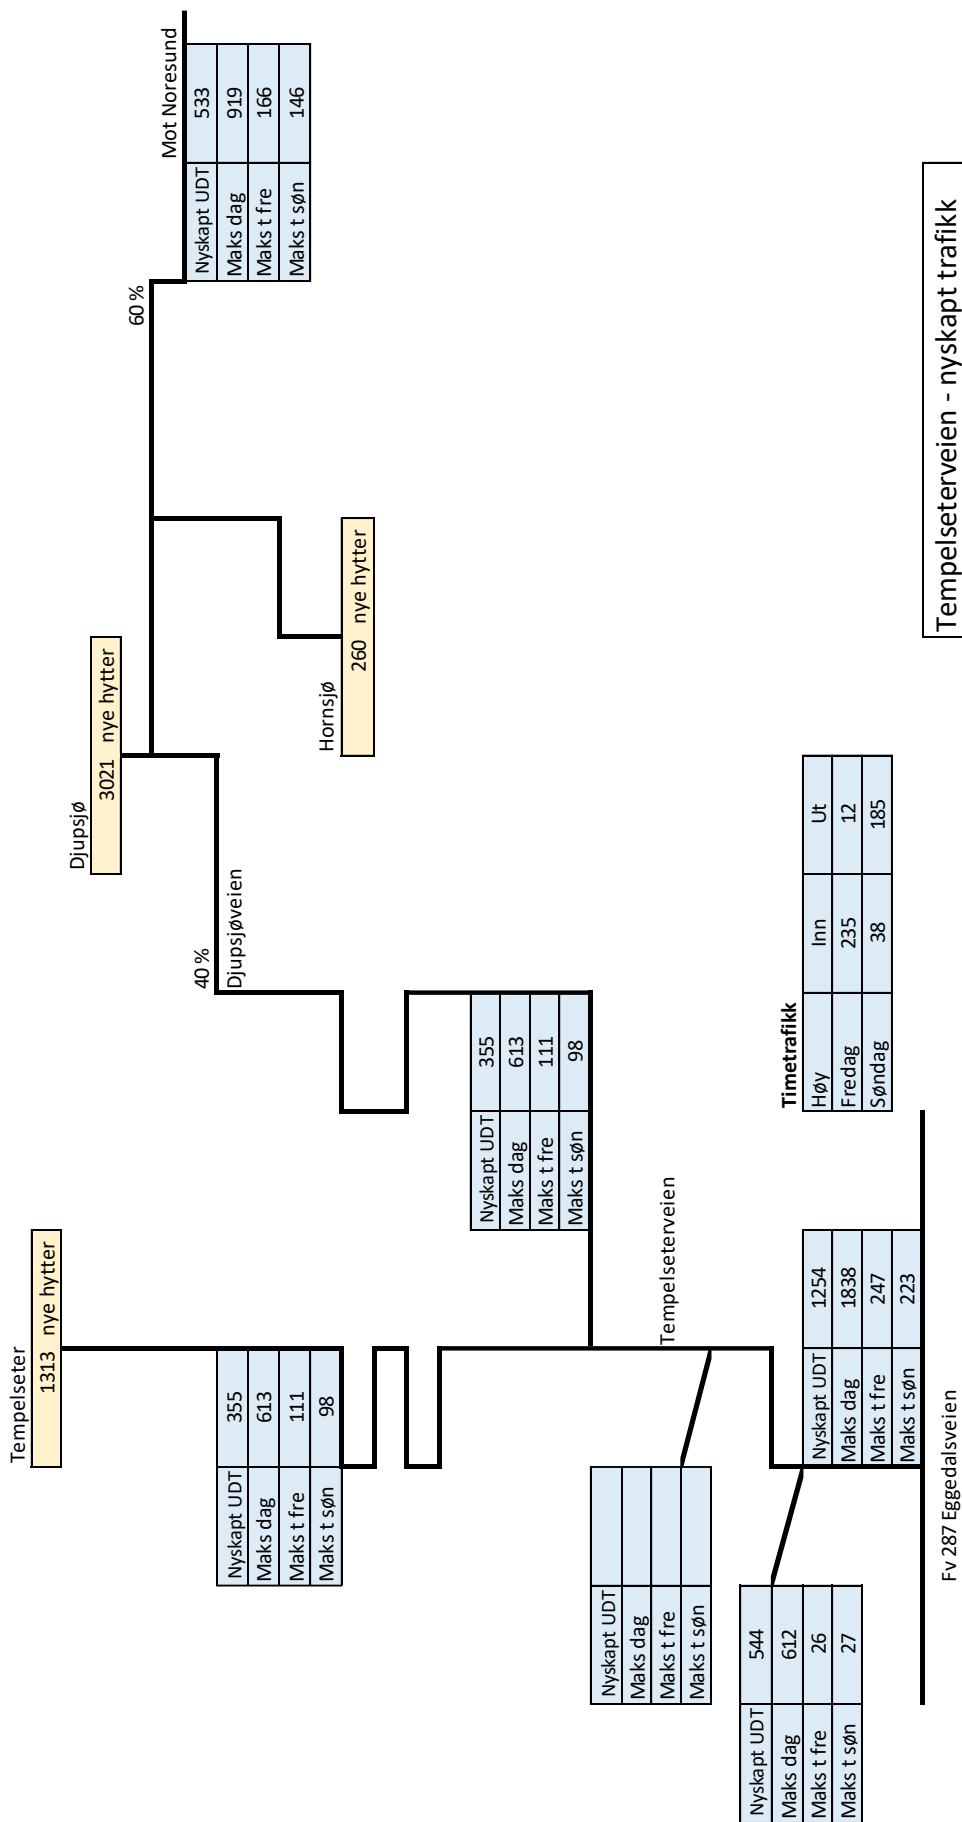 Tempelseter
1313 nye hytter
Djupsjø
3021 nye hytter
Mot Noresund
60 %
Nyskapt UDT 533
Maks dag 919
Maks t fre 166
Maks t søn 146
40 %
Djupsjøveien
Nyskapt UDT 355
Maks dag 613
Maks t fre 111
Maks t søn 98
Hornsjø
260 nye hytter
Nyskapt UDT 355
Maks dag 613
Maks t fre 111
Maks t søn 98
Nyskapt UDT
Maks dag
Maks t fre
Maks t søn
Tempelseterveien
Nyskapt UDT 544
Maks dag 612
Maks t fre 26
Maks t søn 27
Nyskapt UDT 1254
Maks dag 1838
Maks t fre 247
Maks t søn 223
Timetrafikk
Høy Inn Ut
Fredag 235 12
Søndag 38 185
Fv 287 Eggedalsveien
Tempelseterveien - nyskapt trafikk